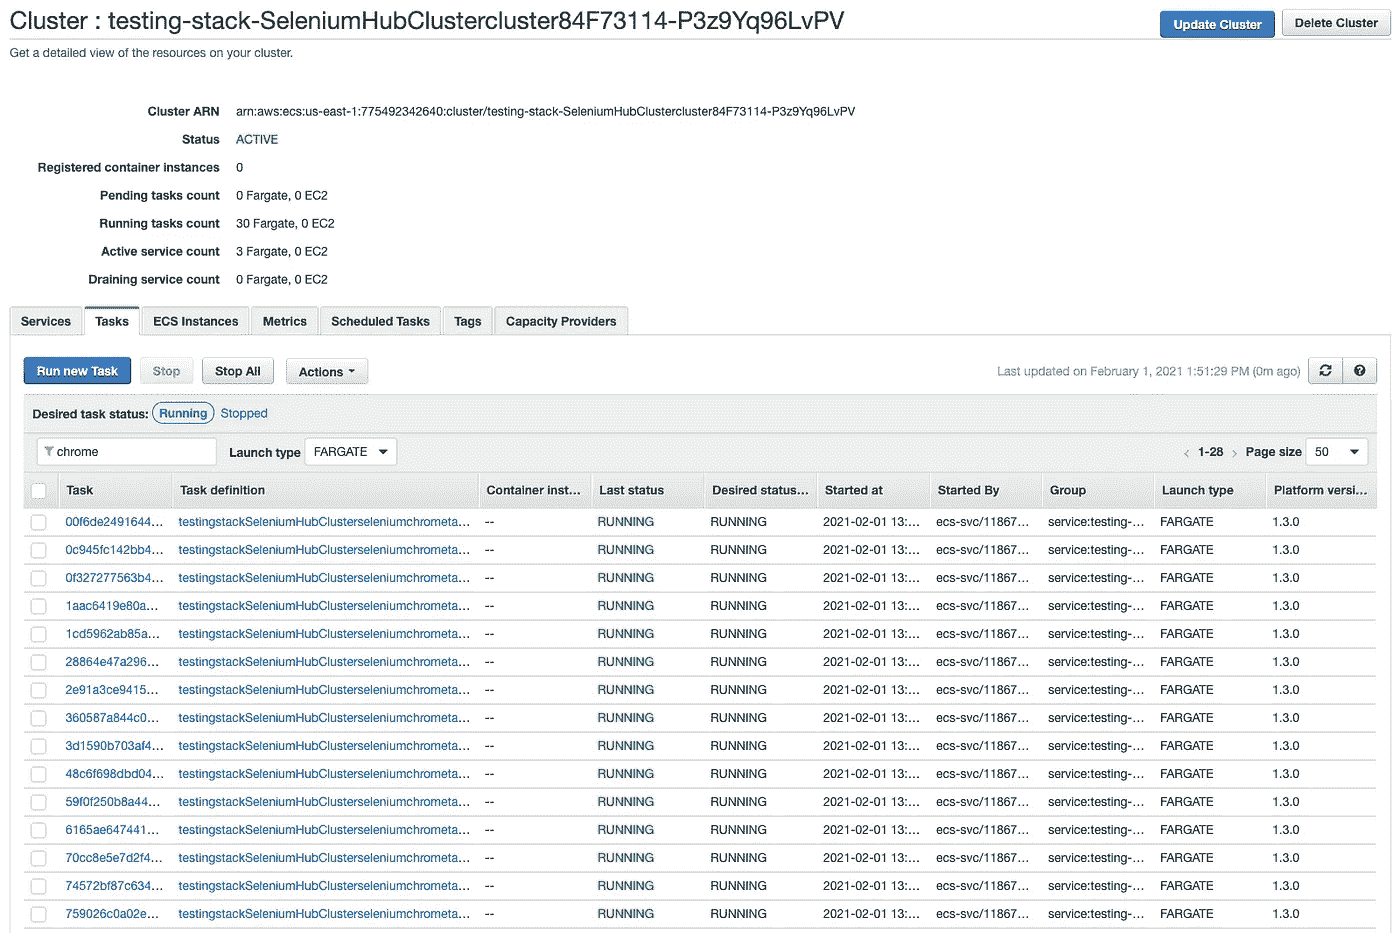 Cluster : testing-stack-SeleniumHubClustercluster84F73114-P3z9Yq96LvPV
Update Cluster Delete Cluster
Get a detailed view of the resources on your cluster.
Cluster ARN arn:aws:ecs:us-east-1:775492342640:cluster/testing-stack-SeleniumHubClustercluster84F73114-P3z9Yq96LvPV
Status ACTIVE
Registered container instances 0
Pending tasks count 0 Fargate, 0 EC2
Running tasks count 30 Fargate, 0 EC2
Active service count 3 Fargate, 0 EC2
Draining service count 0 Fargate, 0 EC2
Services Tasks ECS Instances Metrics Scheduled Tasks Tags Capacity Providers
Run new Task Stop Stop All Actions Last updated on February 1, 2021 1:51:29 PM (0m ago)
Desired task status: Running Stopped
chrome Launch type FARGATE < 1-28 > Page size 50
Task Task definition Container inst... Last status Desired status... Started at Started By Group Launch type Platform versi...
00f6de2491644... testingstackSeleniumHubClusterseleniumchrometa... -- RUNNING RUNNING 2021-02-01 13:... ecs-svc/11867... service:testing-... FARGATE 1.3.0
0c945fc142bb4... testingstackSeleniumHubClusterseleniumchrometa... -- RUNNING RUNNING 2021-02-01 13:... ecs-svc/11867... service:testing-... FARGATE 1.3.0
0f327277563b4... testingstackSeleniumHubClusterseleniumchrometa... -- RUNNING RUNNING 2021-02-01 13:... ecs-svc/11867... service:testing-... FARGATE 1.3.0
1aac6419e80a... testingstackSeleniumHubClusterseleniumchrometa... -- RUNNING RUNNING 2021-02-01 13:... ecs-svc/11867... service:testing-... FARGATE 1.3.0
1cd5962ab85a... testingstackSeleniumHubClusterseleniumchrometa... -- RUNNING RUNNING 2021-02-01 13:... ecs-svc/11867... service:testing-... FARGATE 1.3.0
28864e47a296... testingstackSeleniumHubClusterseleniumchrometa... -- RUNNING RUNNING 2021-02-01 13:... ecs-svc/11867... service:testing-... FARGATE 1.3.0
2e91a3ce9415... testingstackSeleniumHubClusterseleniumchrometa... -- RUNNING RUNNING 2021-02-01 13:... ecs-svc/11867... service:testing-... FARGATE 1.3.0
360587a844c0... testingstackSeleniumHubClusterseleniumchrometa... -- RUNNING RUNNING 2021-02-01 13:... ecs-svc/11867... service:testing-... FARGATE 1.3.0
3d1590b703af4... testingstackSeleniumHubClusterseleniumchrometa... -- RUNNING RUNNING 2021-02-01 13:... ecs-svc/11867... service:testing-... FARGATE 1.3.0
48c6f698dbd04... testingstackSeleniumHubClusterseleniumchrometa... -- RUNNING RUNNING 2021-02-01 13:... ecs-svc/11867... service:testing-... FARGATE 1.3.0
59f0f250b8a44... testingstackSeleniumHubClusterseleniumchrometa... -- RUNNING RUNNING 2021-02-01 13:... ecs-svc/11867... service:testing-... FARGATE 1.3.0
6165ae647441... testingstackSeleniumHubClusterseleniumchrometa... -- RUNNING RUNNING 2021-02-01 13:... ecs-svc/11867... service:testing-... FARGATE 1.3.0
70cc8e5e7d2f4... testingstackSeleniumHubClusterseleniumchrometa... -- RUNNING RUNNING 2021-02-01 13:... ecs-svc/11867... service:testing-... FARGATE 1.3.0
74572bf87c634... testingstackSeleniumHubClusterseleniumchrometa... -- RUNNING RUNNING 2021-02-01 13:... ecs-svc/11867... service:testing-... FARGATE 1.3.0
759026c0a02e... testingstackSeleniumHubClusterseleniumchrometa... -- RUNNING RUNNING 2021-02-01 13:... ecs-svc/11867... service:testing-... FARGATE 1.3.0